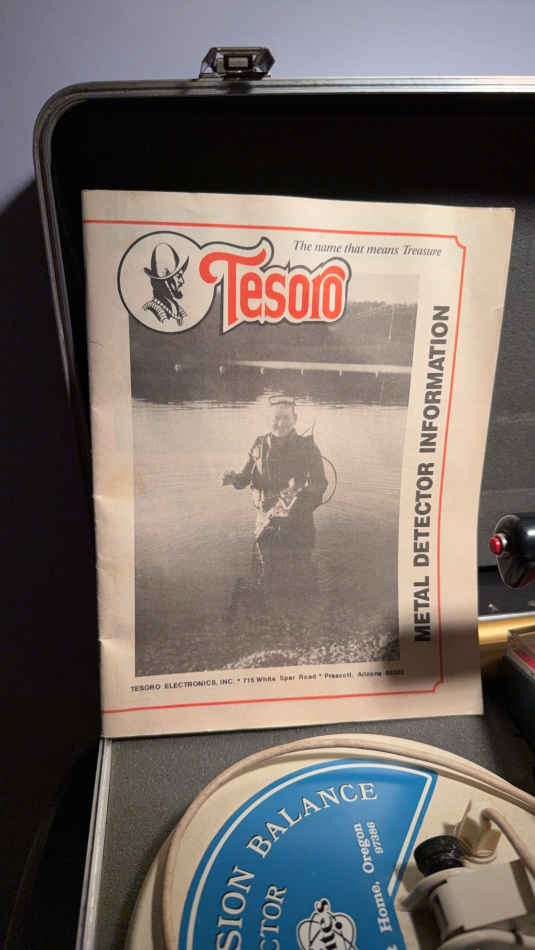 The name that means Treasure
Tesoro
METAL DETECTOR INFORMATION
TESORO ELECTRONICS, INC. * 715 White Spar Road * Prescott, Arizona 86303
SION BALANCE
CTOR
Home, Oregon
97386